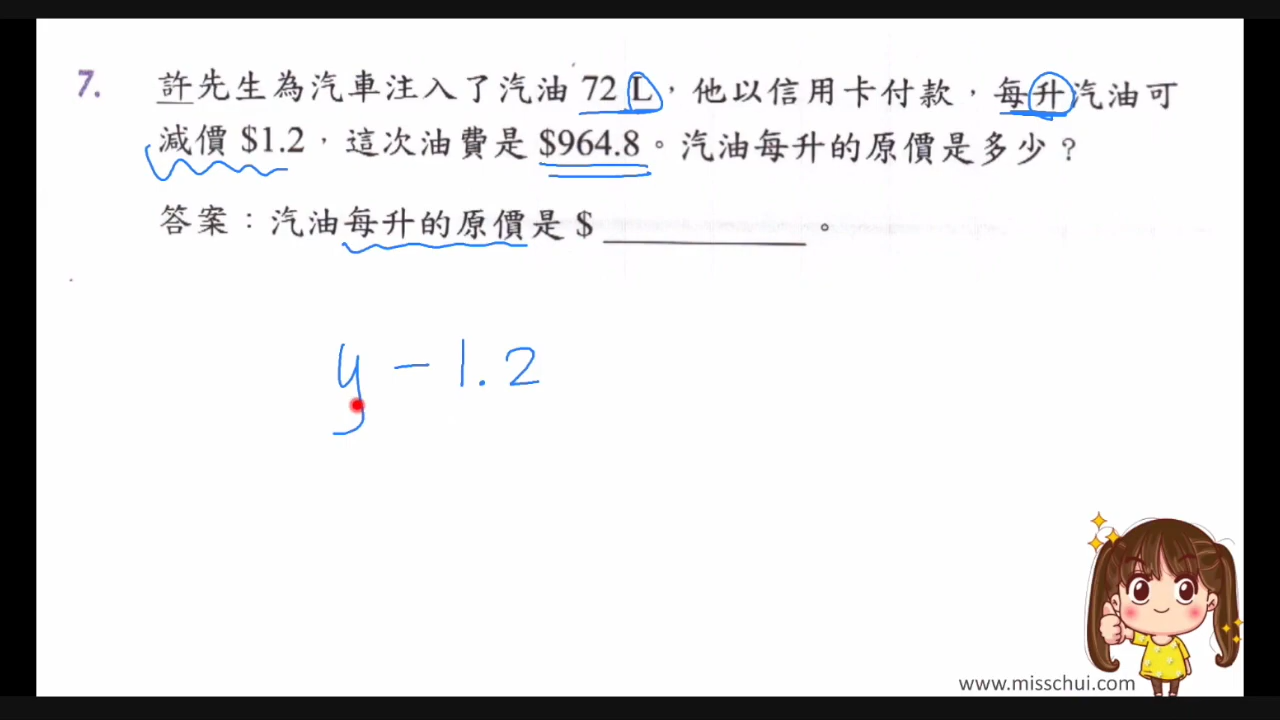 7. 許先生為汽車注入了汽油 72 L，他以信用卡付款，每升汽油可
減價 $1.2，這次油費是 $964.8。汽油每升的原價是多少？
答案：汽油每升的原價是 $ __________ 。
y - 1.2
www.misschui.com